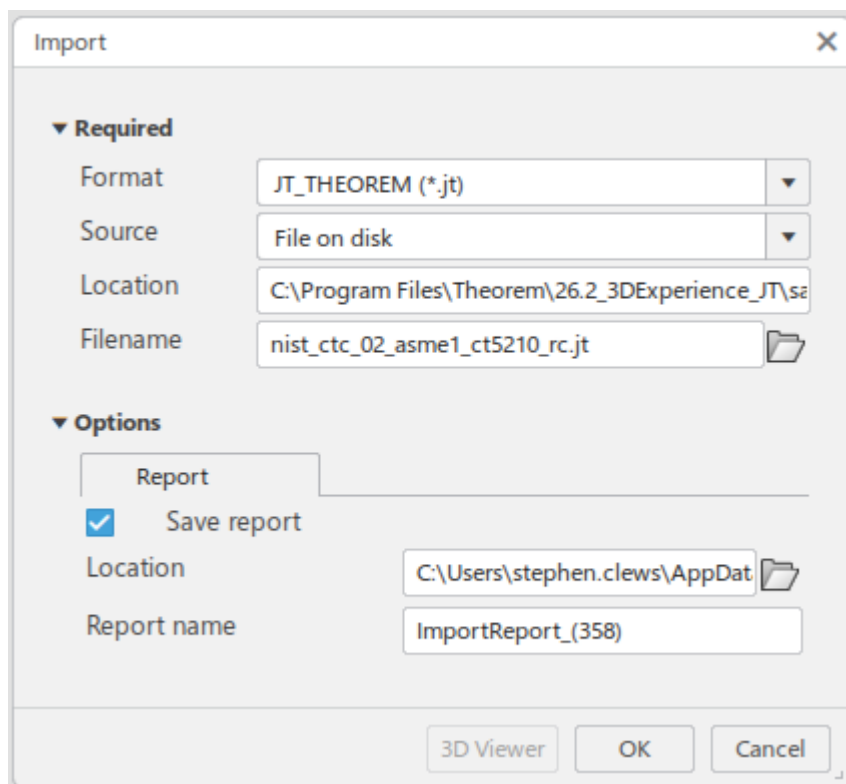 Import
Required
Format JT_THEOREM (*.jt)
Source File on disk
Location C:\Program Files\Theorem\26.2_3DExperience_JT\sa
Filename nist_ctc_02_asme1_ct5210_rc.jt
Options
Report
Save report
Location C:\Users\stephen.clews\AppDat
Report name ImportReport_(358)
3D Viewer OK Cancel